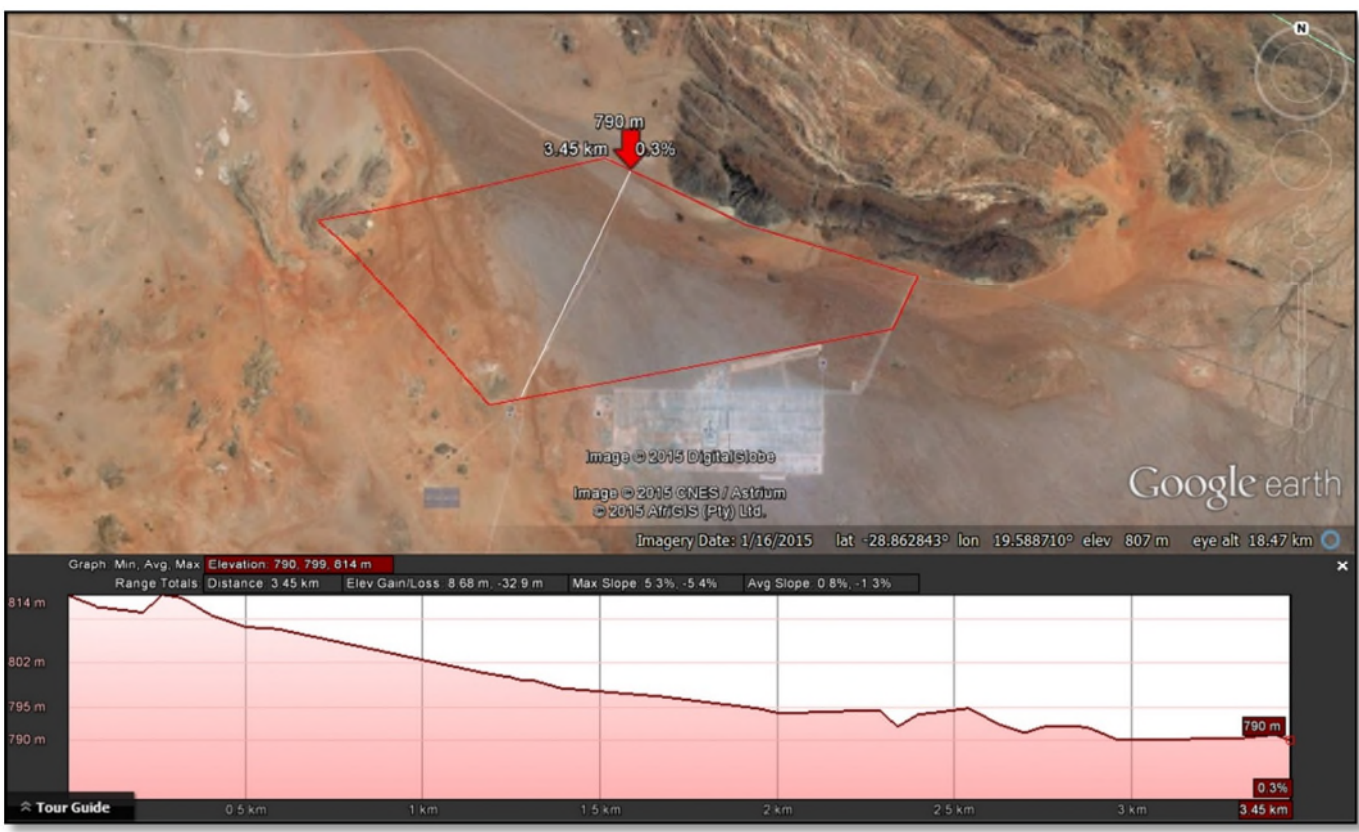 N
790 m
3.45 km 0.3%
Image © 2015 DigitalGlobe
Image © 2015 CNES / Astrium
© 2015 AfriGIS (Pty) Ltd.
Google earth
Imagery Date: 1/16/2015 lat -28.862843° lon 19.588710° elev 807 m eye alt 18.47 km
Graph: Min, Avg, Max Elevation: 790, 799, 814 m
Range Totals: Distance: 3.45 km Elev Gain/Loss: 8.68 m, -32.9 m Max Slope: 5.3%, -5.4% Avg Slope: 0.8%, -1.3%
814 m
802 m
795 m
790 m
790 m
0.3%
Tour Guide
0.5 km 1 km 1.5 km 2 km 2.5 km 3 km 3.45 km